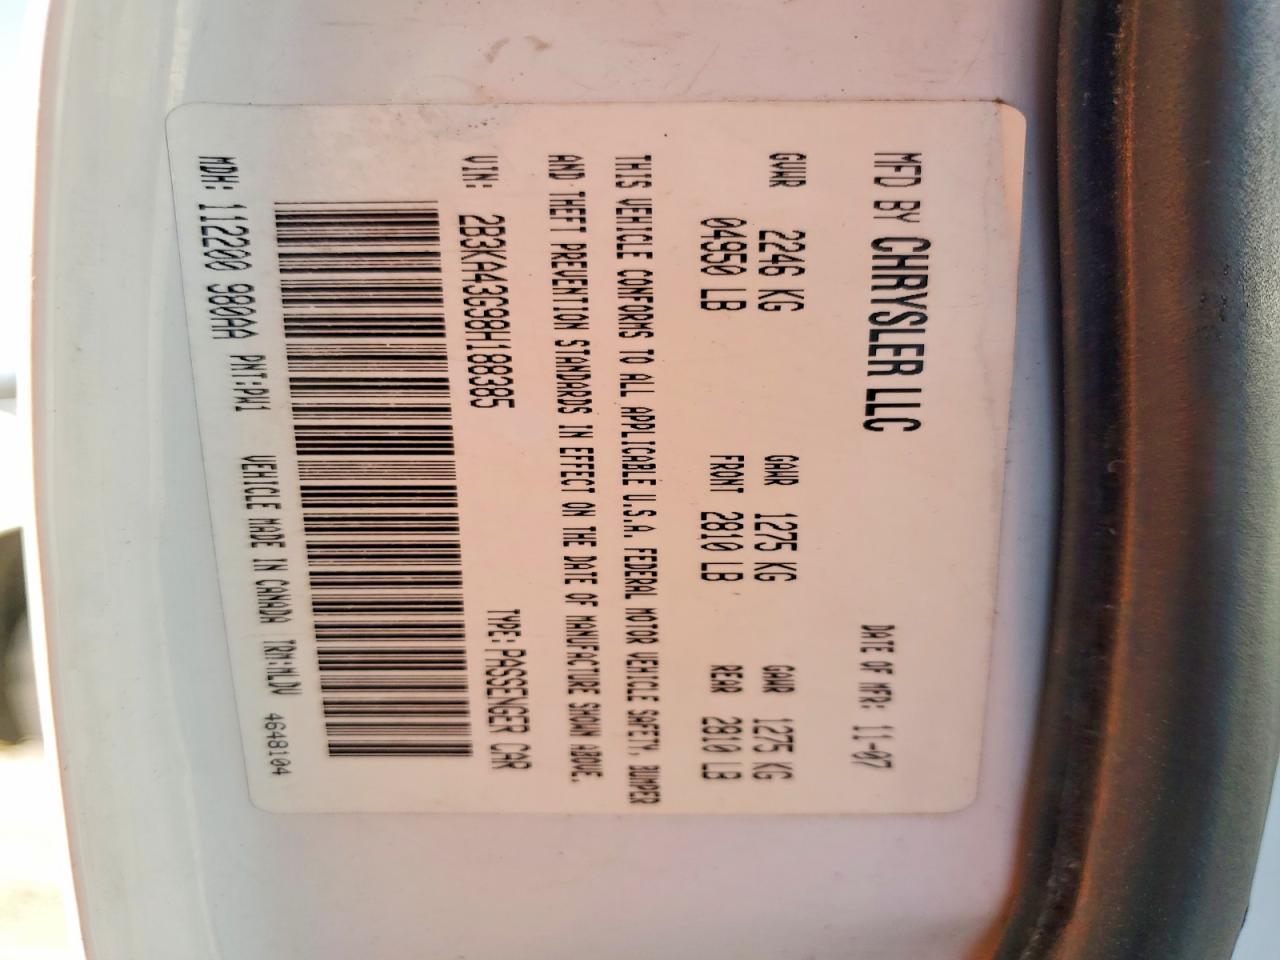 MFD BY CHRYSLER LLC DATE OF MFR: 11-07
GVWR 2246 KG GAWR 1275 KG GAWR 1275 KG
04950 LB FRONT 2810 LB REAR 2810 LB
THIS VEHICLE CONFORMS TO ALL APPLICABLE U.S.A. FEDERAL MOTOR VEHICLE SAFETY, BUMPER
AND THEFT PREVENTION STANDARDS IN EFFECT ON THE DATE OF MANUFACTURE SHOWN ABOVE.
VIN: 2B3KA43G98H188385 TYPE: PASSENGER CAR
MDH: 112200 980AA PNT:PW1 VEHICLE MADE IN CANADA TRM:MLDV 4648104